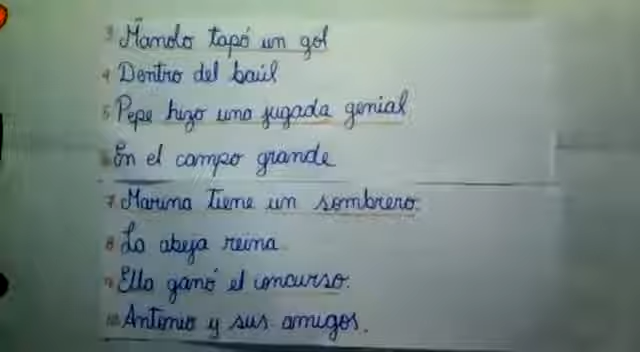 3 Manolo tapó un gol
4 Dentro del baúl
5 Pepe hizo una jugada genial
6 En el campo grande
7 Marina tiene un sombrero.
8 La abeja reina
9 Ella ganó el concurso.
10 Antonio y sus amigos.